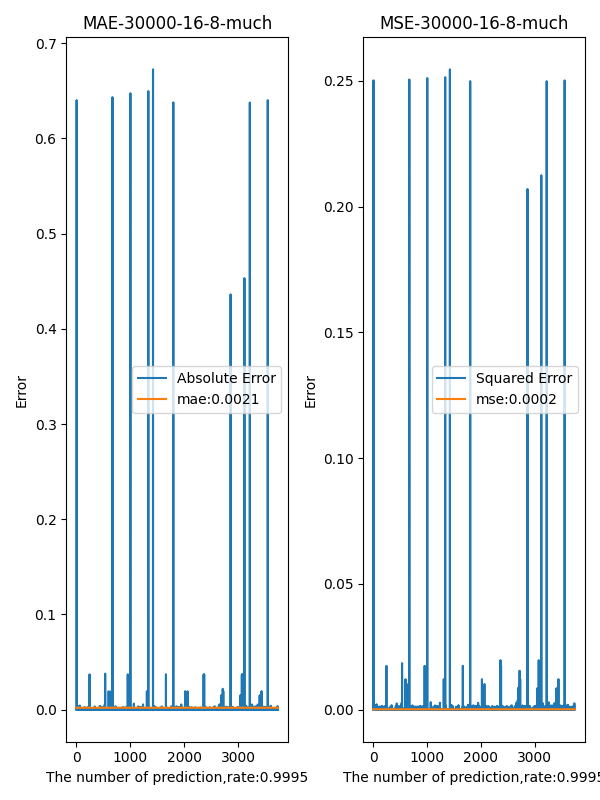 MAE-30000-16-8-much
0.7
0.6
0.5
0.4
0.3
0.2
0.1
0.0
Error
Absolute Error
mae:0.0021
0 1000 2000 3000
The number of prediction,rate:0.9995
MSE-30000-16-8-much
0.25
0.20
0.15
0.10
0.05
0.00
Error
Squared Error
mse:0.0002
0 1000 2000 3000
The number of prediction,rate:0.9995